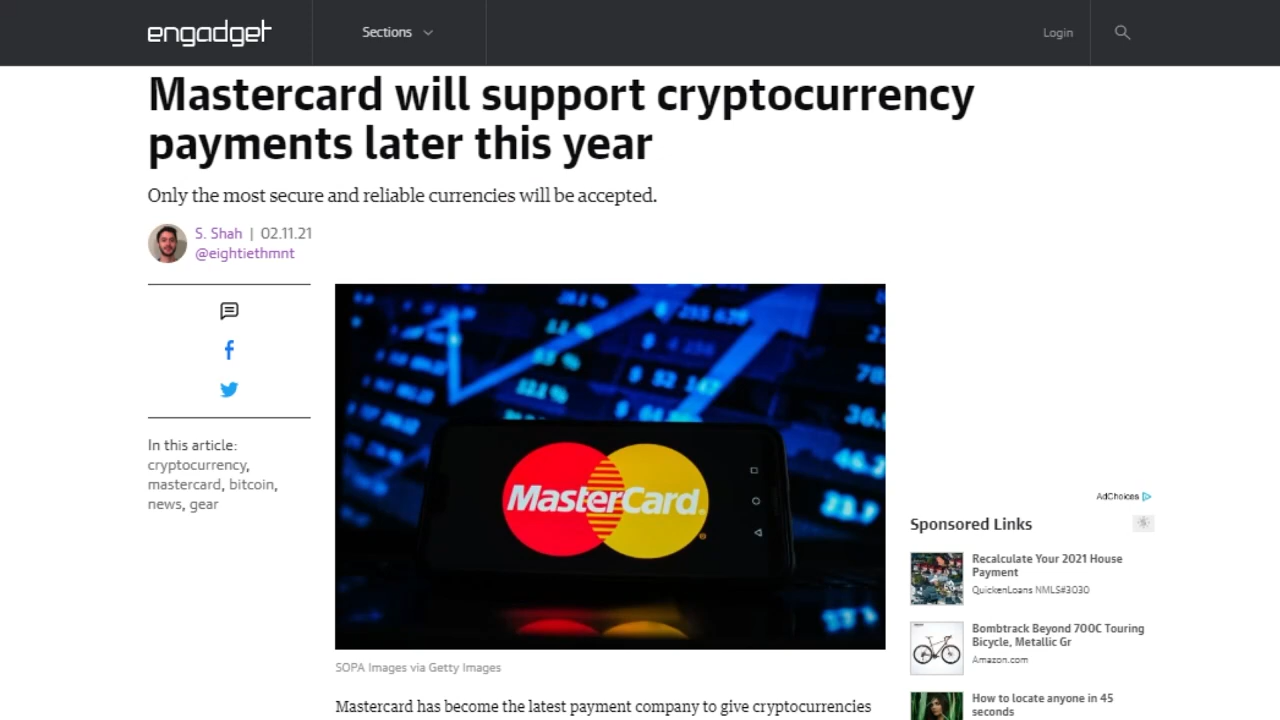 engadget
Sections
Login
Mastercard will support cryptocurrency
payments later this year
Only the most secure and reliable currencies will be accepted.
S. Shah | 02.11.21
@eightiethmnt
In this article:
cryptocurrency,
mastercard, bitcoin,
news, gear
MasterCard
SOPA Images via Getty Images
Mastercard has become the latest payment company to give cryptocurrencies
AdChoices
Sponsored Links
Recalculate Your 2021 House
Payment
QuickenLoans NMLS#3030
Bombtrack Beyond 700C Touring
Bicycle, Metallic Gr
Amazon.com
How to locate anyone in 45
seconds